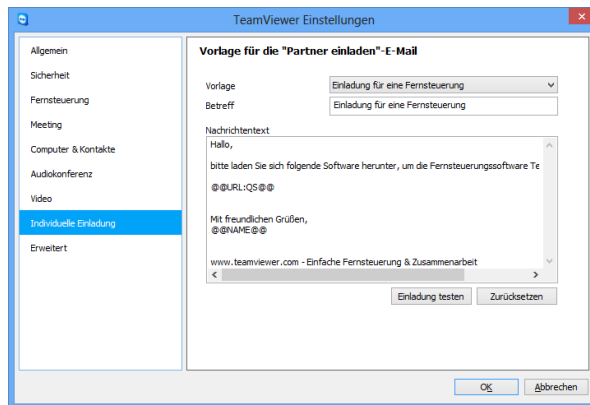 TeamViewer Einstellungen
Allgemein
Sicherheit
Fernsteuerung
Meeting
Computer & Kontakte
Audiokonferenz
Video
Individuelle Einladung
Erweitert
Vorlage für die "Partner einladen"-E-Mail
Vorlage Einladung für eine Fernsteuerung
Betreff Einladung für eine Fernsteuerung
Nachrichtentext
Hallo,
bitte laden Sie sich folgende Software herunter, um die Fernsteuerungssoftware Te
@@URL:QS@@
Mit freundlichen Grüßen,
@@NAME@@
www.teamviewer.com - Einfache Fernsteuerung & Zusammenarbeit
Einladung testen Zurücksetzen
OK Abbrechen